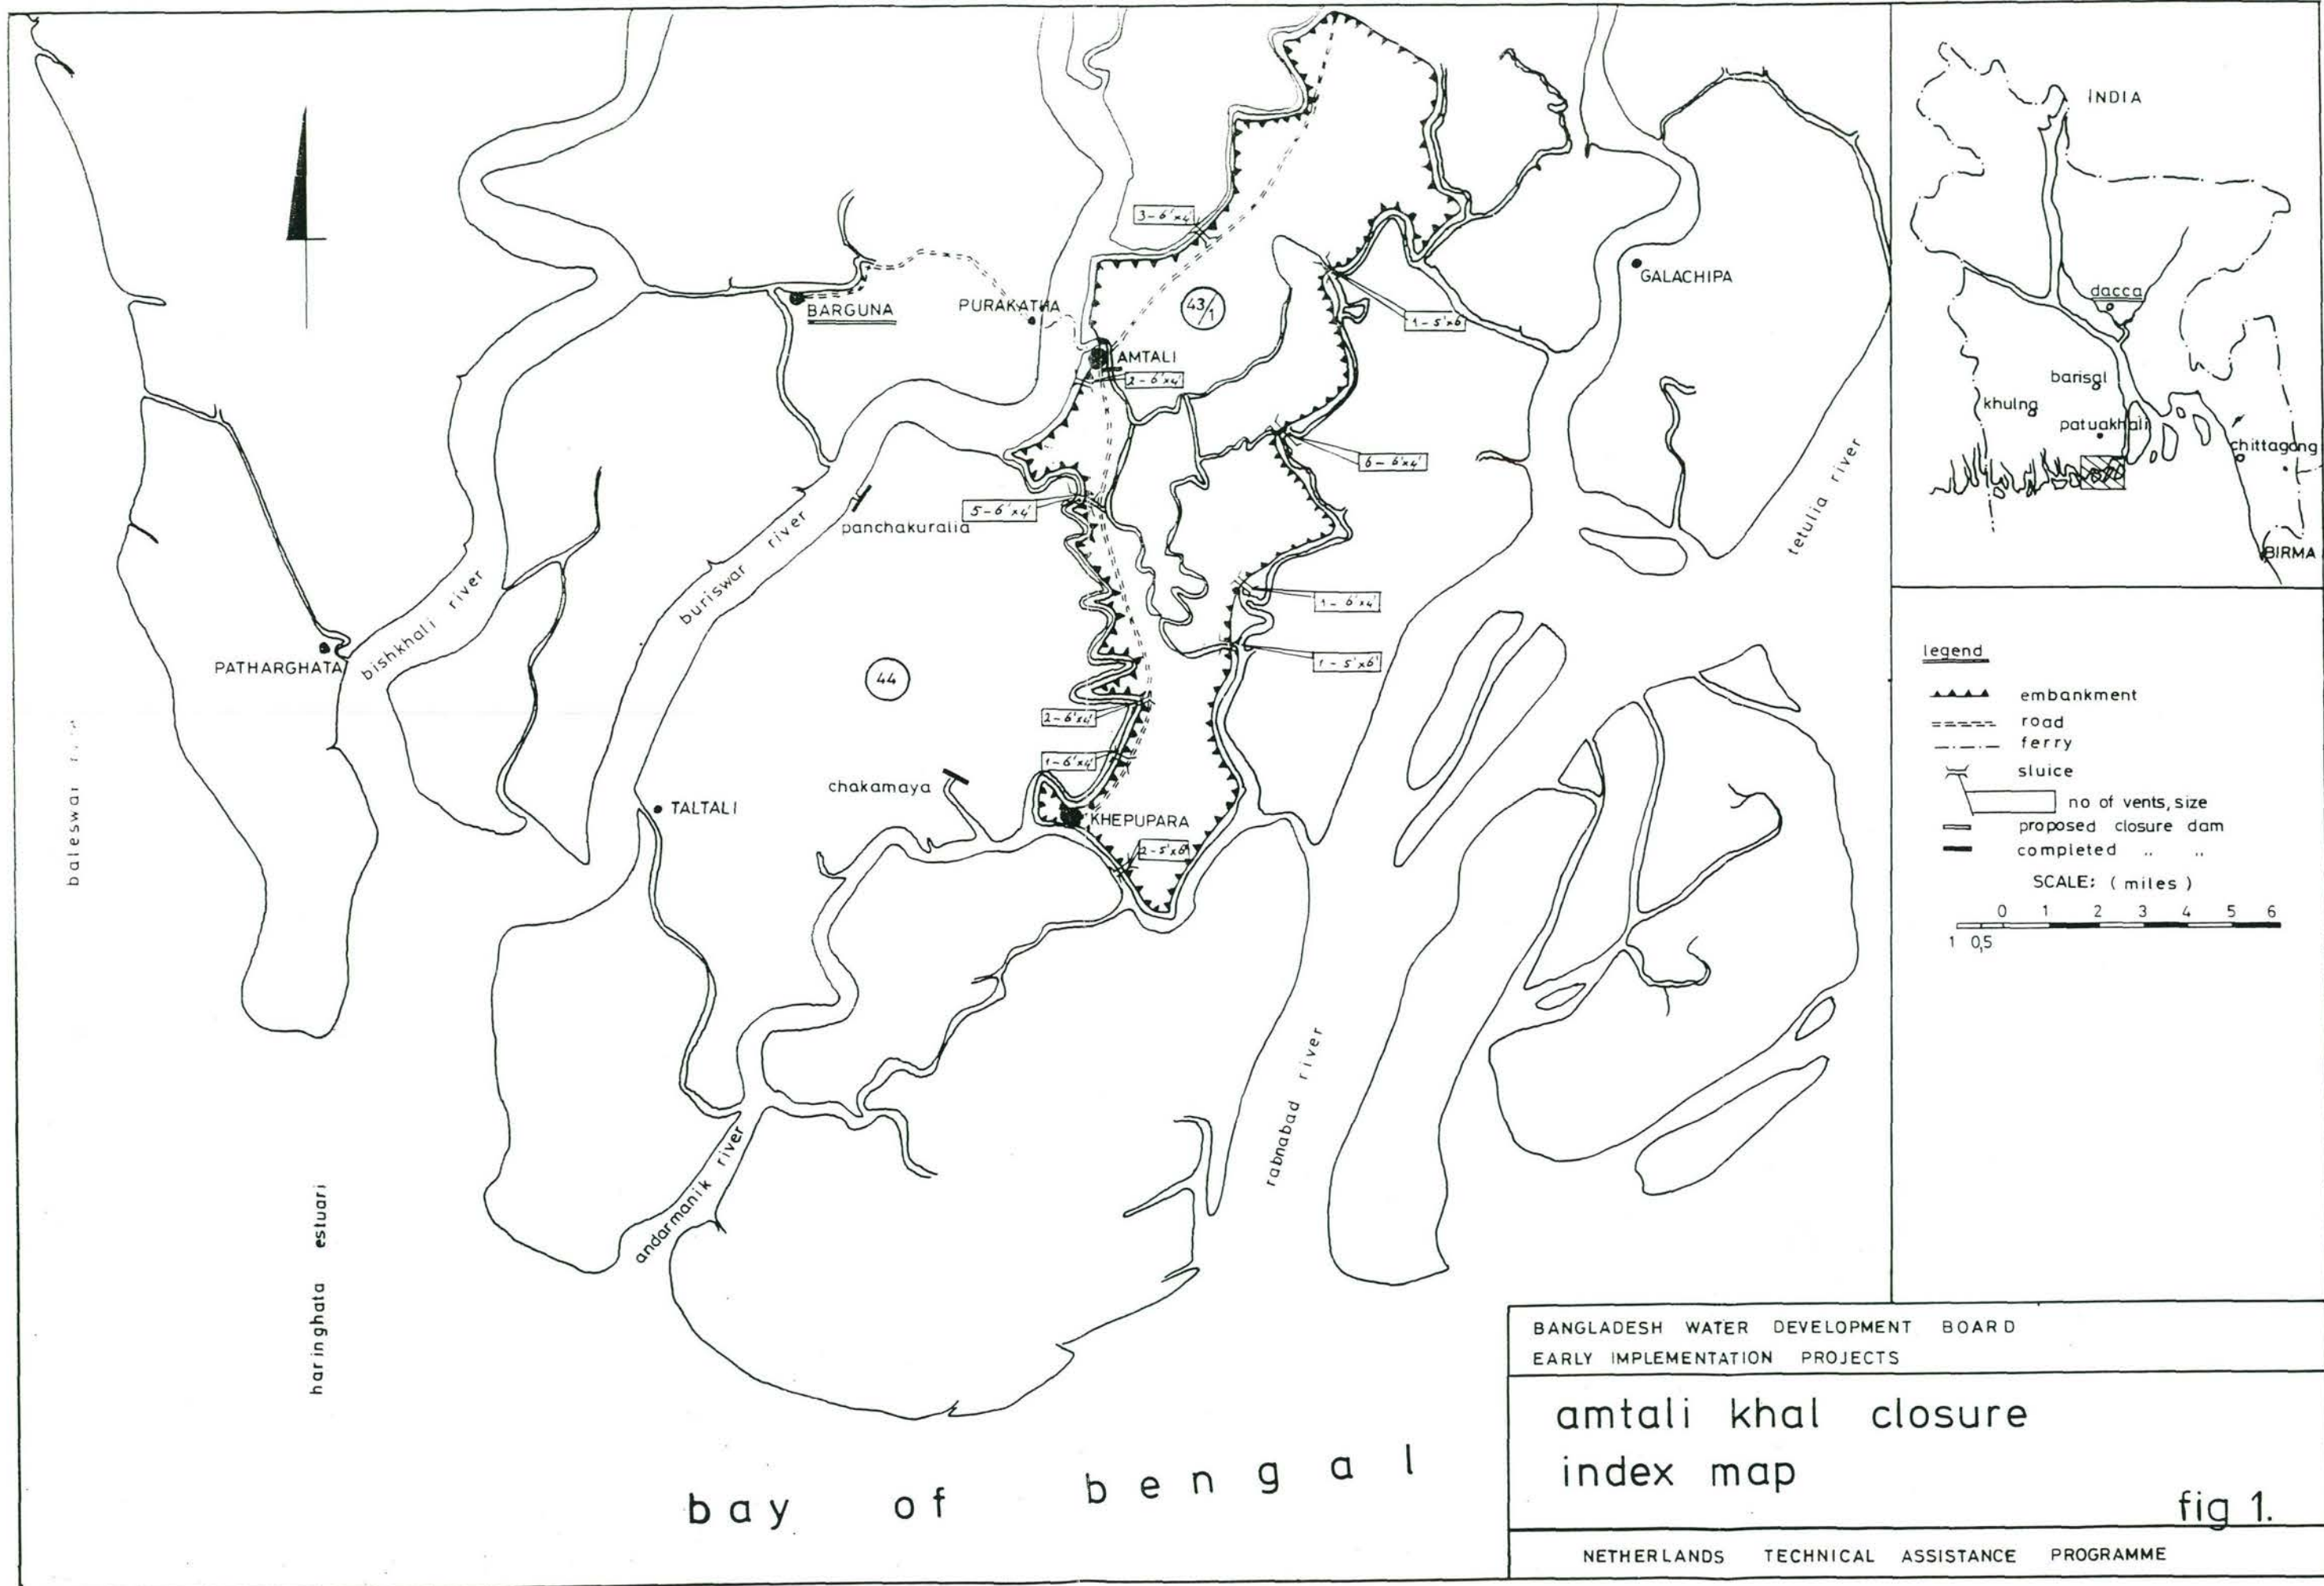 3-6'x4'
43/1
GALACHIPA
BARGUNA
PURAKATHA
1-5'x6'
AMTALI
2-6'x4'
6-6'x4'
5-6'x4'
panchakuralia
tetulia river
buriswar river
bishkhali river
1-6'x4'
PATHARGHATA
1-5'x6'
44
2-6'x4'
1-6'x4'
chakamaya
TALTALI
KHEPUPARA
2-5'x6'
baleswar
rabnabad river
andarmanik river
haringhata estuari
bay of bengal
INDIA
dacca
barisal
khulna
patuakhali
chittagong
BIRMA
legend
embankment
road
ferry
sluice
no of vents, size
proposed closure dam
completed " "
SCALE: ( miles )
0 1 2 3 4 5 6
1 0,5
BANGLADESH WATER DEVELOPMENT BOARD
EARLY IMPLEMENTATION PROJECTS
amtali khal closure
index map
fig 1.
NETHERLANDS TECHNICAL ASSISTANCE PROGRAMME